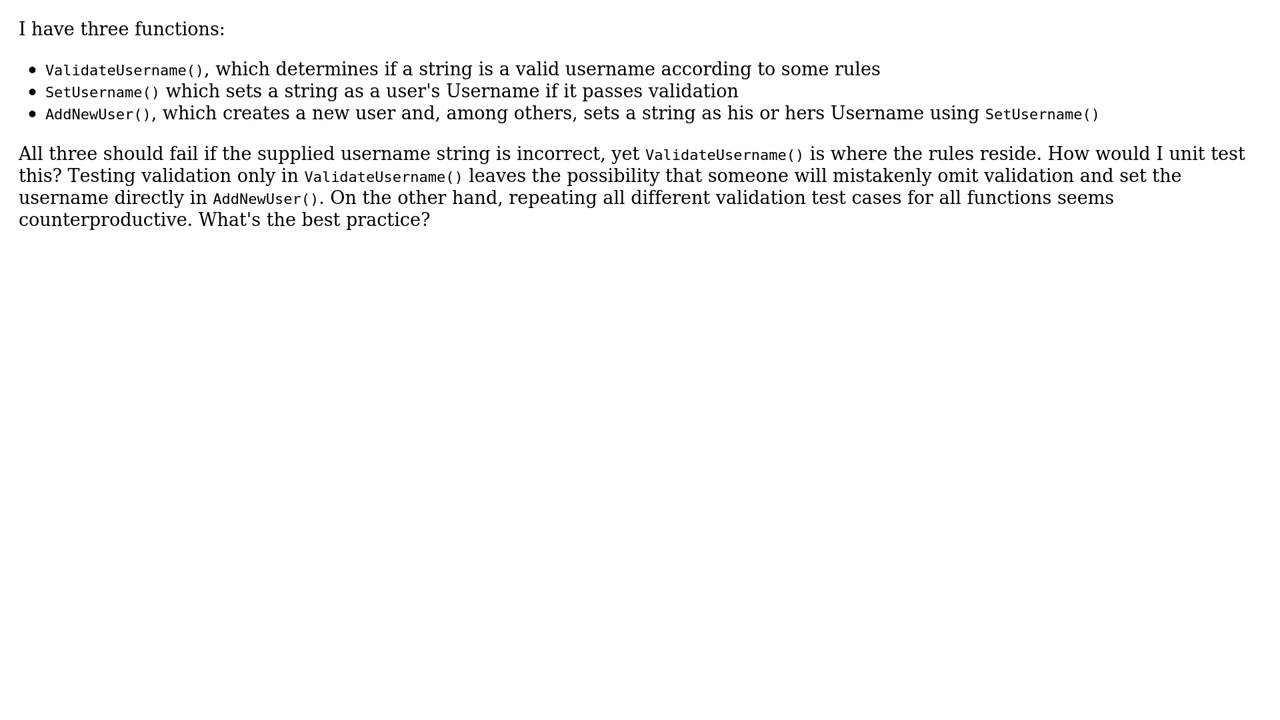 I have three functions:
• ValidateUsername(), which determines if a string is a valid username according to some rules
• SetUsername() which sets a string as a user's Username if it passes validation
• AddNewUser(), which creates a new user and, among others, sets a string as his or hers Username using SetUsername()
All three should fail if the supplied username string is incorrect, yet ValidateUsername() is where the rules reside. How would I unit test
this? Testing validation only in ValidateUsername() leaves the possibility that someone will mistakenly omit validation and set the
username directly in AddNewUser(). On the other hand, repeating all different validation test cases for all functions seems
counterproductive. What's the best practice?